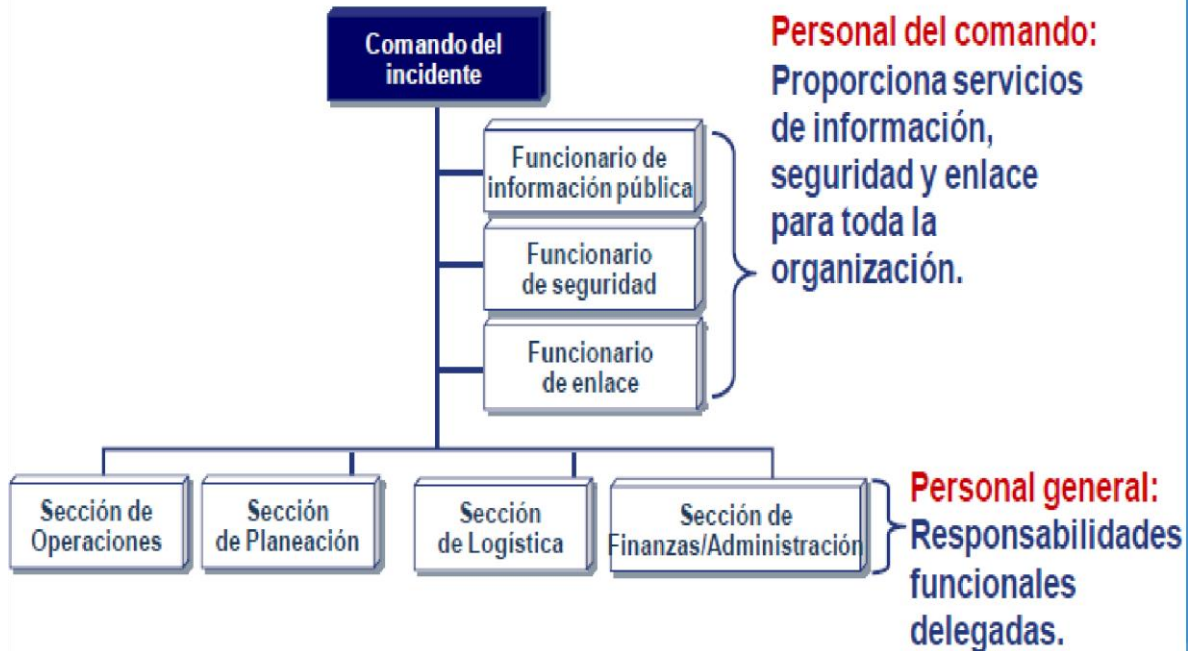 Comando del
incidente
Personal del comando:
Proporciona servicios
de información,
seguridad y enlace
para toda la
organización.
Funcionario de
información pública
Funcionario
de seguridad
Funcionario
de enlace
Sección de
Operaciones
Sección
de Planeación
Sección
de Logística
Sección de
Finanzas/Administración
Personal general:
Responsabilidades
funcionales
delegadas.